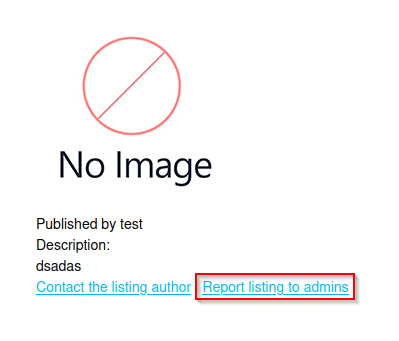 No Image
Published by test
Description:
dsadas
Contact the listing author Report listing to admins